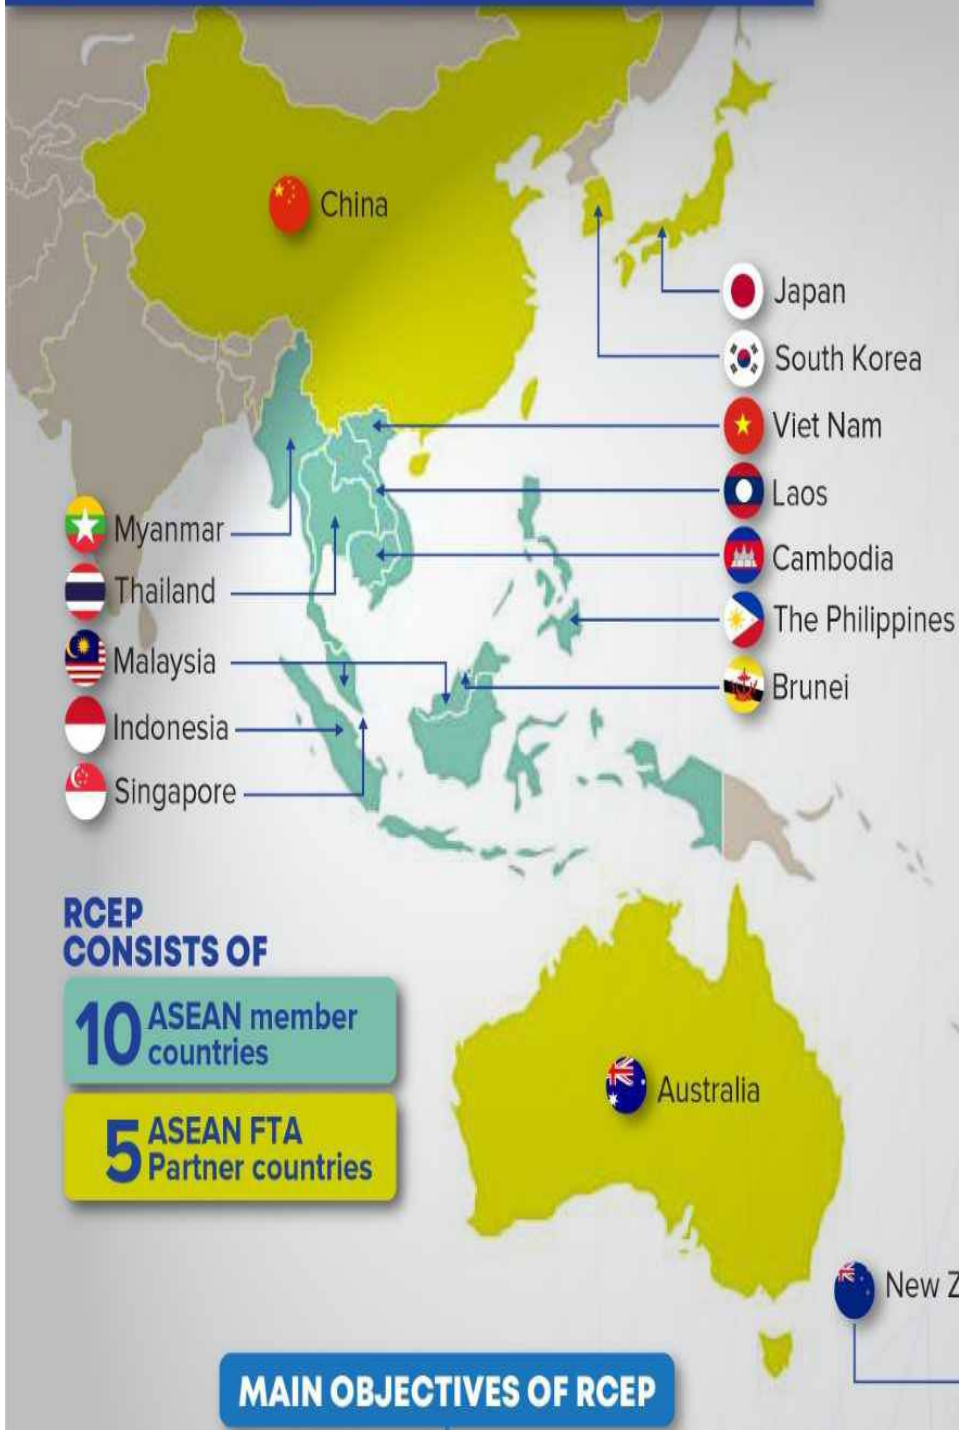 China
Japan
South Korea
Viet Nam
Laos
Cambodia
The Philippines
Brunei
Myanmar
Thailand
Malaysia
Indonesia
Singapore
RCEP
CONSISTS OF
10 ASEAN member
countries
5 ASEAN FTA
Partner countries
Australia
New Z
MAIN OBJECTIVES OF RCEP